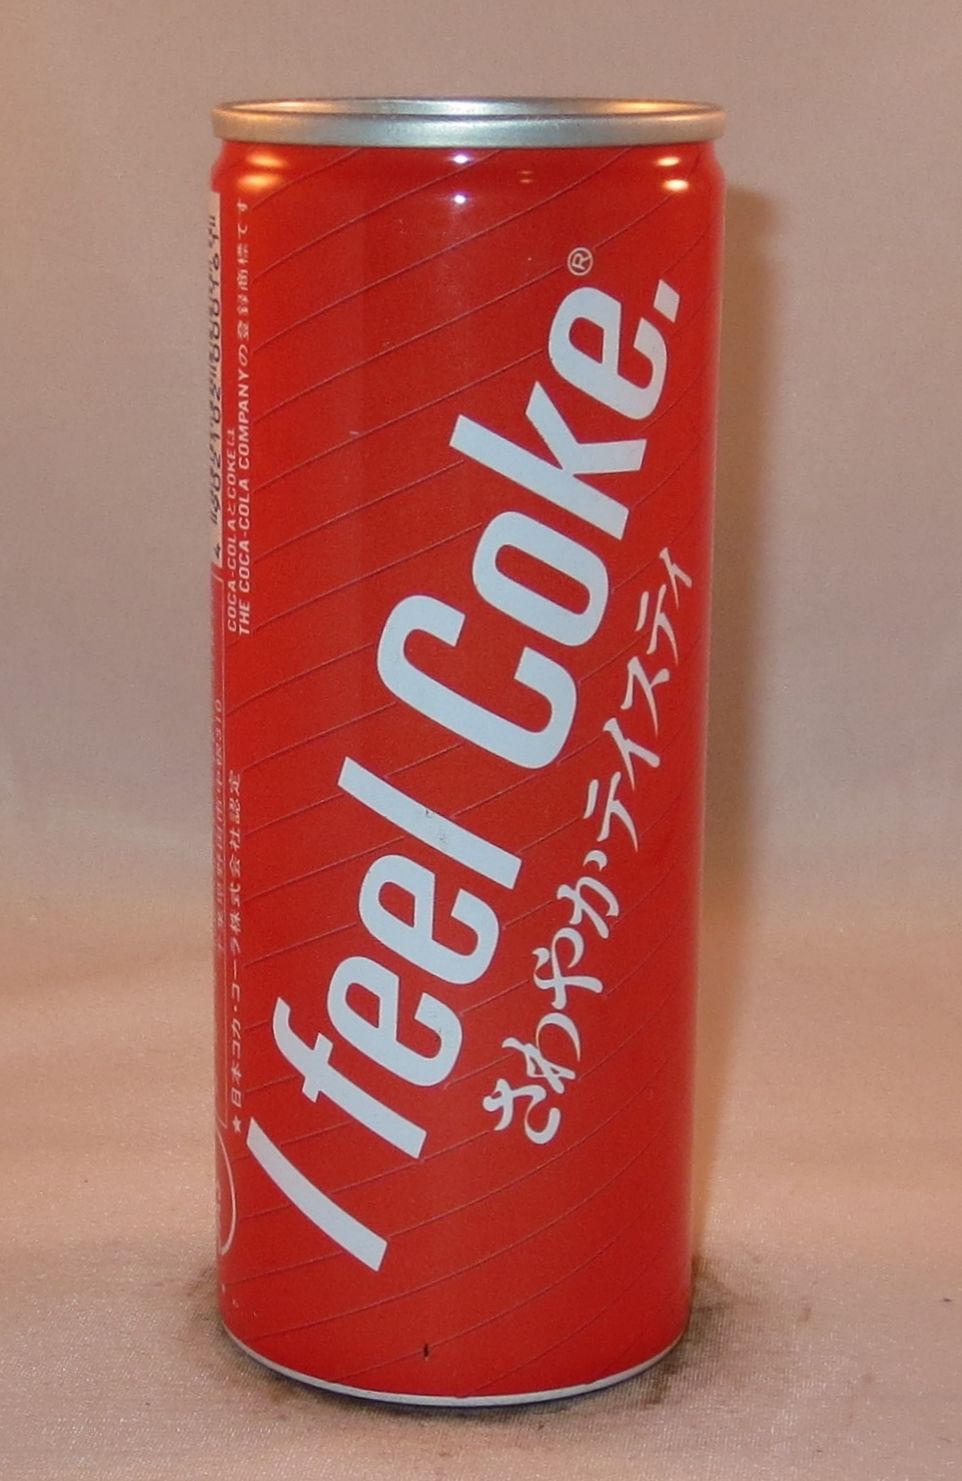 I feel Coke.®
さわやかテイスティ
COCA-COLAとCOKEは
THE COCA-COLA COMPANYの登録商標です
★日本コカ・コーラ株式会社認定